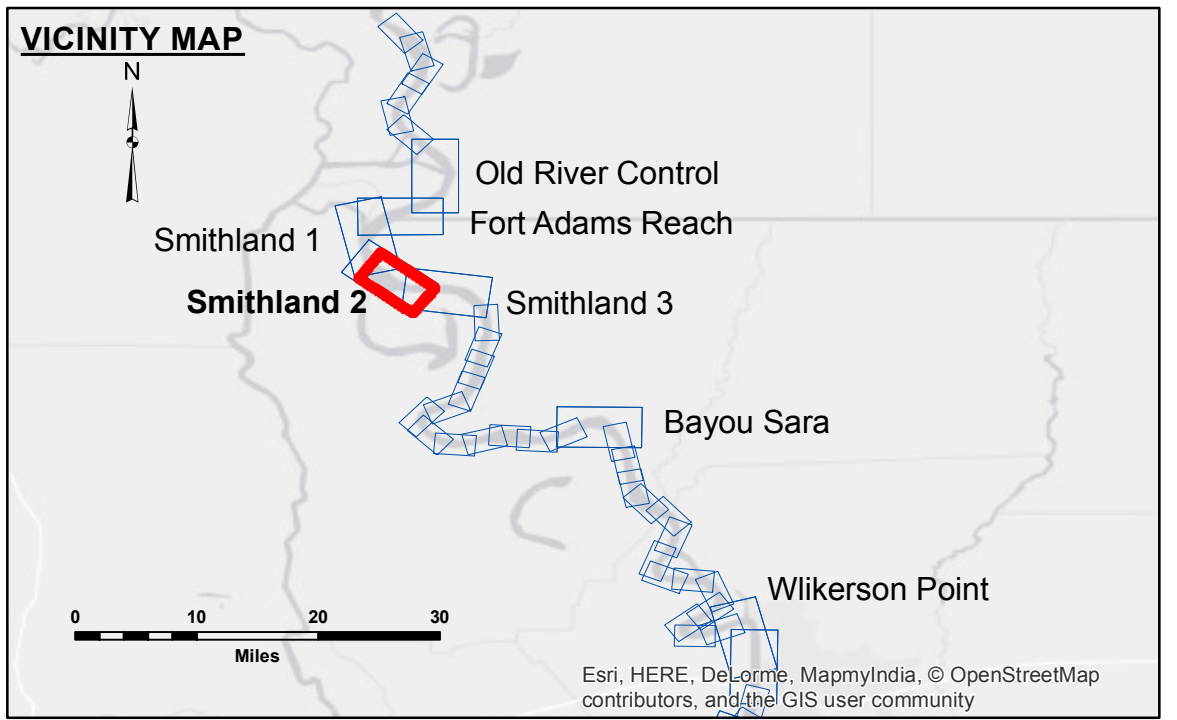 VICINITY MAP
N
Old River Control
Fort Adams Reach
Smithland 1
Smithland 2
Smithland 3
Bayou Sara
Wlikerson Point
0 10 20 30
Miles
Esri, HERE, DeLorme, MapmyIndia, © OpenStreetMap
contributors, and the GIS user community